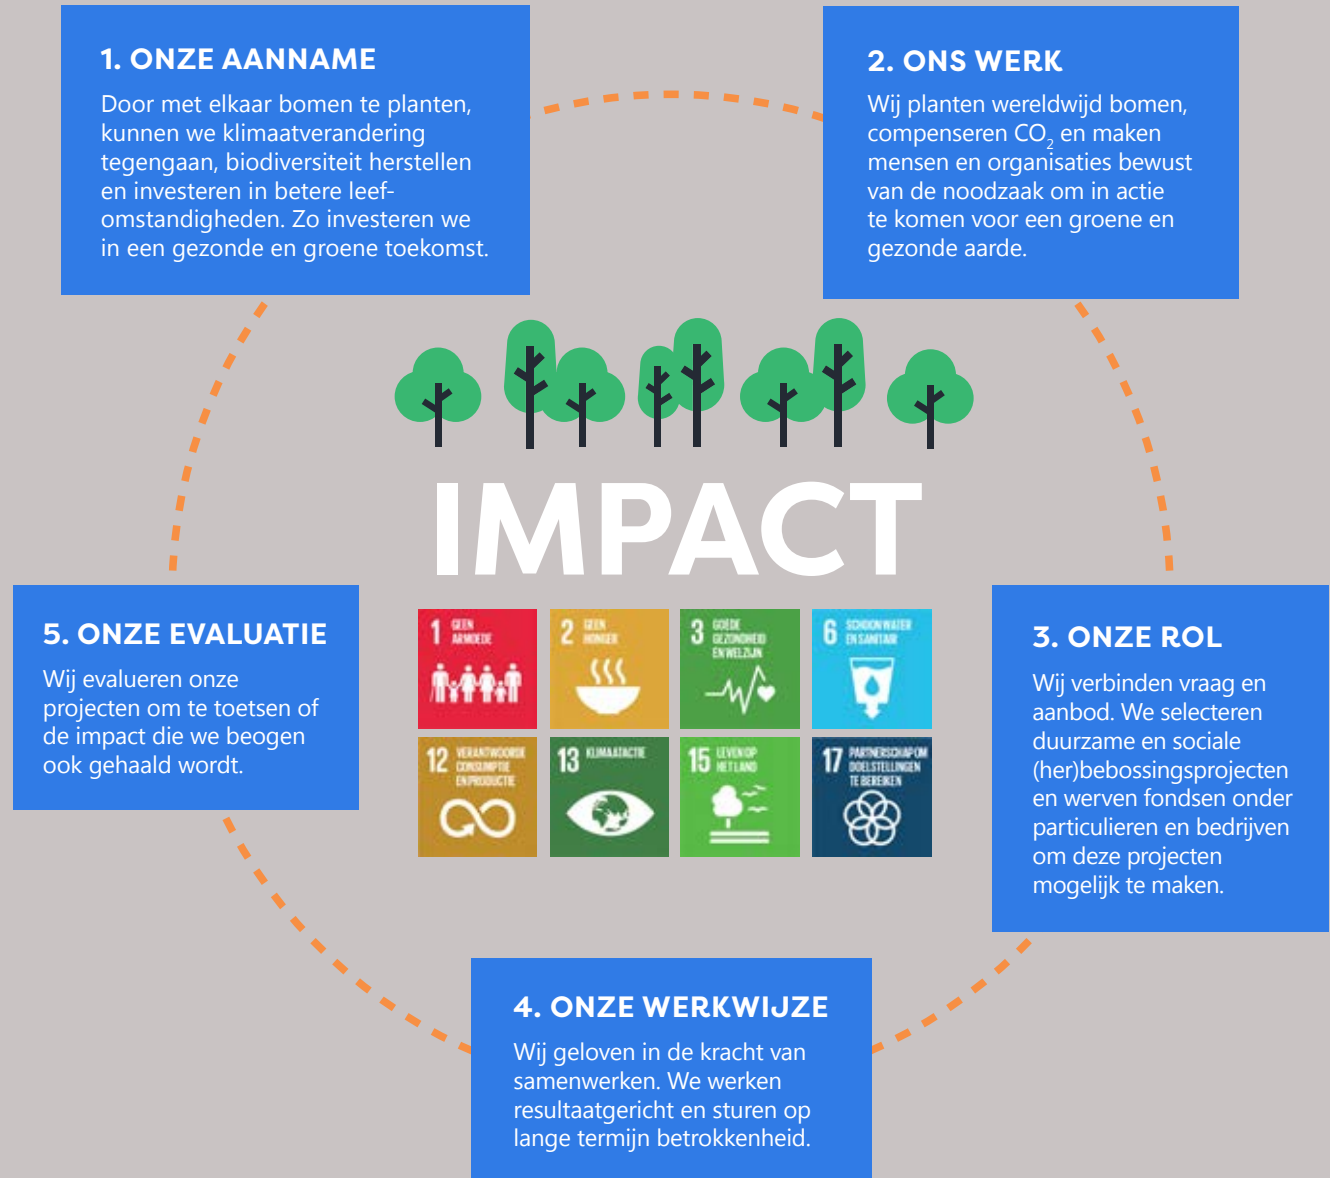 1. ONZE AANNAME
Door met elkaar bomen te planten,
kunnen we klimaatverandering
tegengaan, biodiversiteit herstellen
en investeren in betere leef-
omstandigheden. Zo investeren we
in een gezonde en groene toekomst.
2. ONS WERK
Wij planten wereldwijd bomen,
compenseren CO₂ en maken
mensen en organisaties bewust
van de noodzaak om in actie
te komen voor een groene en
gezonde aarde.
IMPACT
5. ONZE EVALUATIE
Wij evalueren onze
projecten om te toetsen of
de impact die we beogen
ook gehaald wordt.
1 GEEN
ARMOEDE
2 GEEN
HONGER
3 GOEDE
GEZONDHEID
EN WELZIJN
6 SCHOON WATER
EN SANITAIR
12 VERANTWOORDE
CONSUMPTIE
EN PRODUCTIE
13 KLIMAATACTIE
15 LEVEN OP
HET LAND
17 PARTNERSCHAP OM
DOELSTELLINGEN
TE BEREIKEN
3. ONZE ROL
Wij verbinden vraag en
aanbod. We selecteren
duurzame en sociale
(her)bebossingsprojecten
en werven fondsen onder
particulieren en bedrijven
om deze projecten
mogelijk te maken.
4. ONZE WERKWIJZE
Wij geloven in de kracht van
samenwerken. We werken
resultaatgericht en sturen op
lange termijn betrokkenheid.